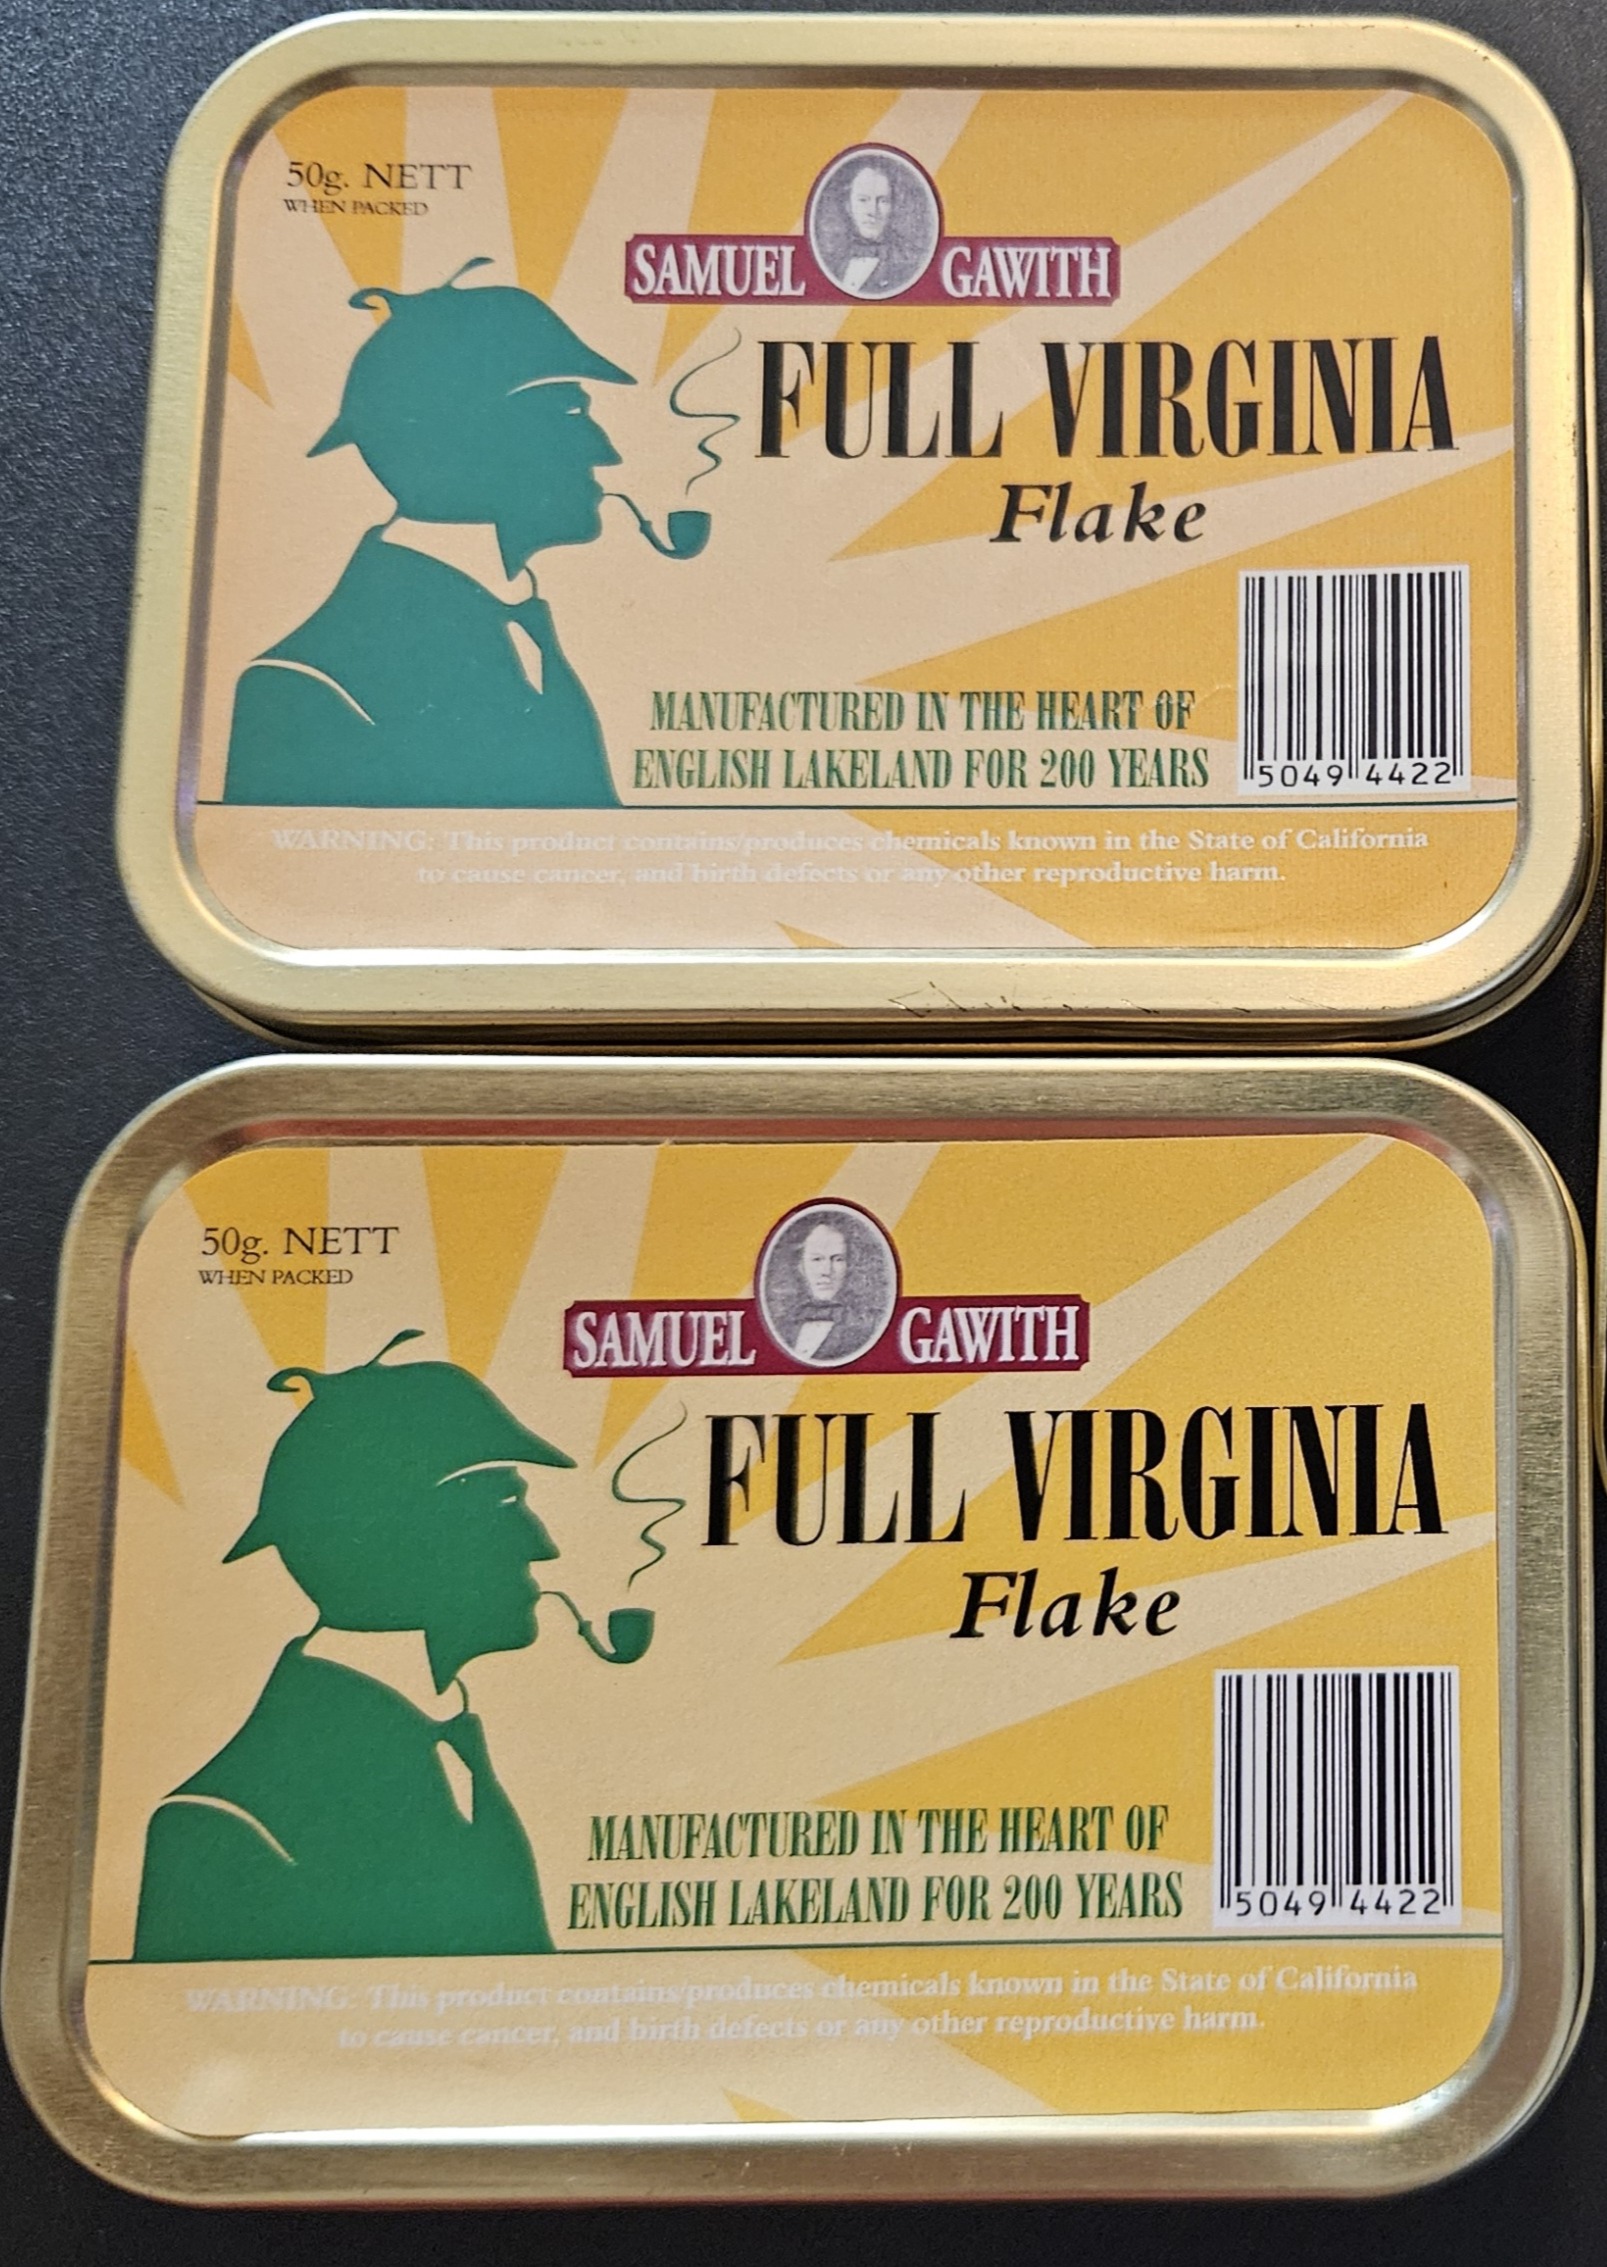 50g. NETT
WHEN PACKED
SAMUEL GAWITH
FULL VIRGINIA
Flake
MANUFACTURED IN THE HEART OF
ENGLISH LAKELAND FOR 200 YEARS
5049 4422
WARNING: This product contains/produces chemicals known in the State of California
to cause cancer, and birth defects or any other reproductive harm.
50g. NETT
WHEN PACKED
SAMUEL GAWITH
FULL VIRGINIA
Flake
MANUFACTURED IN THE HEART OF
ENGLISH LAKELAND FOR 200 YEARS
5049 4422
WARNING: This product contains/produces chemicals known in the State of California
to cause cancer, and birth defects or any other reproductive harm.